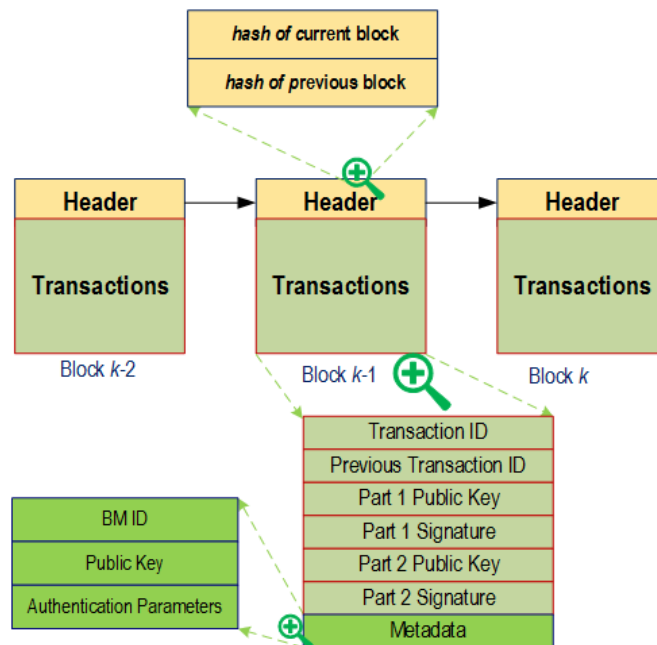 hash of current block
hash of previous block
Header
Header
Header
Transactions
Transactions
Transactions
Block k-2
Block k-1
Block k
Transaction ID
Previous Transaction ID
Part 1 Public Key
Part 1 Signature
Part 2 Public Key
Part 2 Signature
Metadata
BM ID
Public Key
Authentication Parameters